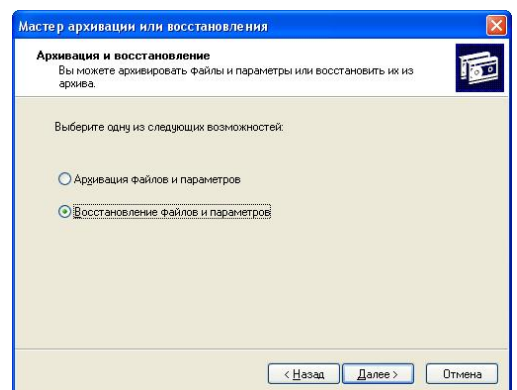 Мастер архивации или восстановления
Архивация и восстановление
Вы можете архивировать файлы и параметры или восстановить их из
архива.
Выберите одну из следующих возможностей:
Архивация файлов и параметров
Восстановление файлов и параметров
< Назад
Далее >
Отмена